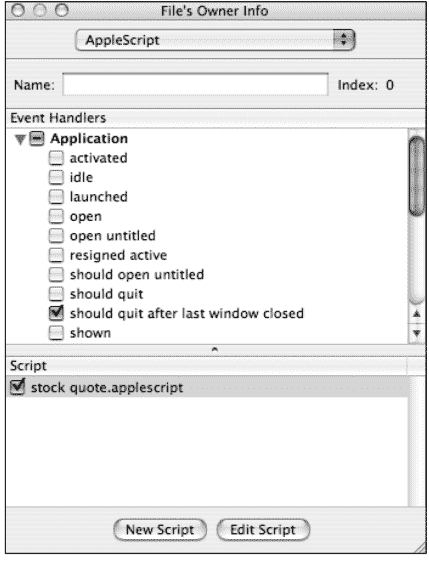 File's Owner Info
AppleScript
Name: Index: 0
Event Handlers
Application
activated
idle
launched
open
open untitled
resigned active
should open untitled
should quit
should quit after last window closed
shown
Script
stock quote.applescript
New Script Edit Script